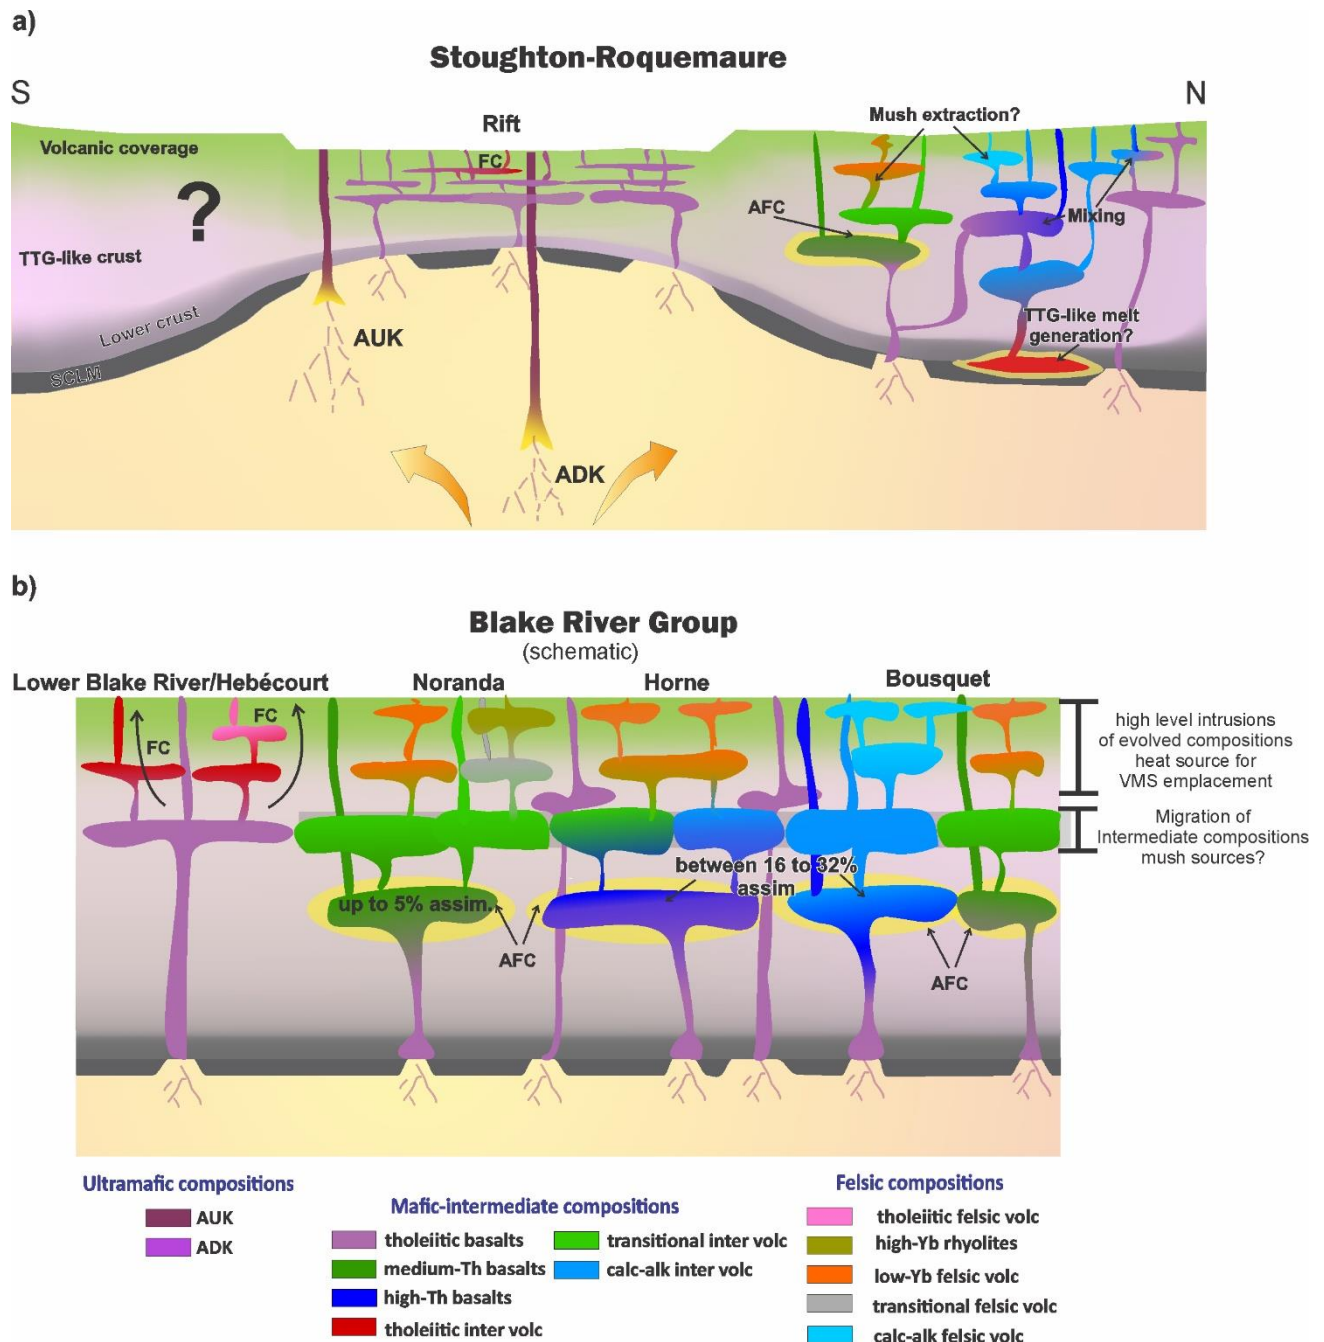 a)
Stoughton-Roquemaure
S
N
Rift
Mush extraction?
Volcanic coverage
FC
?
AFC
Mixing
TTG-like crust
Lower crust
TTG-like melt
generation?
AUK
SCLM
ADK
b)
Blake River Group
(schematic)
Lower Blake River/Hebécourt
Noranda
Horne
Bousquet
FC
FC
high level intrusions
of evolved compositions
heat source for
VMS emplacement
Migration of
Intermediate compositions
mush sources?
between 16 to 32%
assim
up to 5% assim.
AFC
AFC
Ultramafic compositions
AUK
ADK
Mafic-intermediate compositions
tholeiitic basalts
medium-Th basalts
high-Th basalts
tholeiitic inter volc
transitional inter volc
calc-alk inter volc
Felsic compositions
tholeiitic felsic volc
high-Yb rhyolites
low-Yb felsic volc
transitional felsic volc
calc-alk felsic volc